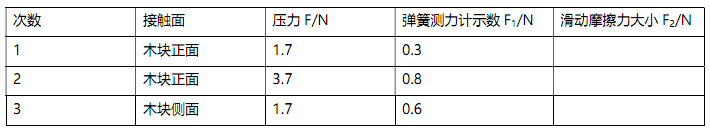 次数 接触面 压力 F/N 弹簧测力计示数 F₁/N 滑动摩擦力大小 F₂/N
1 木块正面 1.7 0.3
2 木块正面 3.7 0.8
3 木块侧面 1.7 0.6